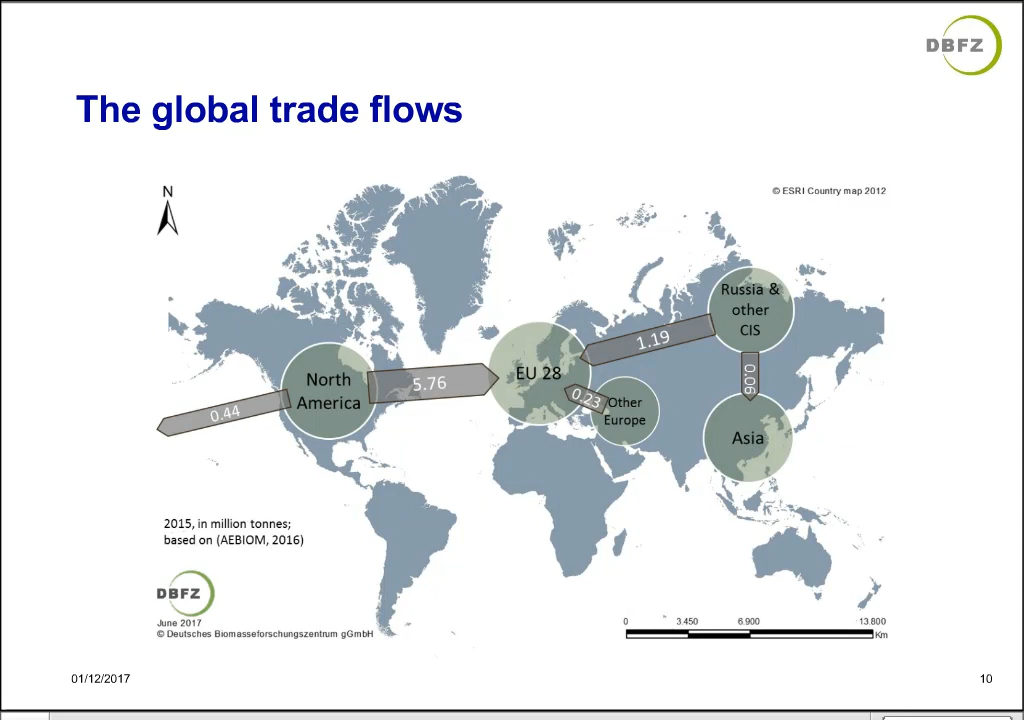 DBFZ
The global trade flows
N
© ESRI Country map 2012
Russia &
other
CIS
1.19
0.06
EU 28
North
America
5.76
0.44
0.23
Other
Europe
Asia
2015, in million tonnes;
based on (AEBIOM, 2016)
DBFZ
June 2017
© Deutsches Biomasseforschungszentrum gGmbH
0 3.450 6.900 13.800
Km
01/12/2017
10